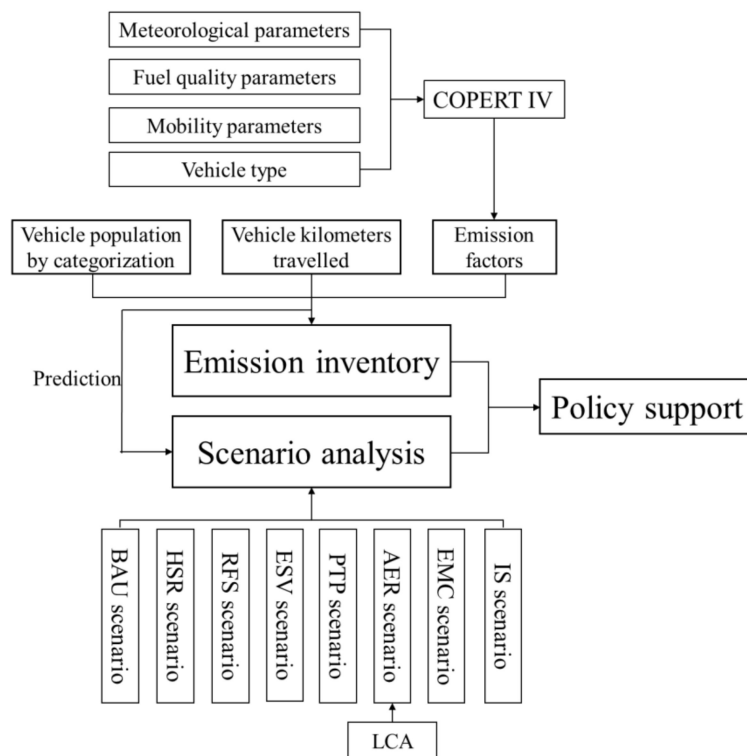 Meteorological parameters
Fuel quality parameters
COPERT IV
Mobility parameters
Vehicle type
Vehicle population
by categorization
Vehicle kilometers
travelled
Emission
factors
Emission inventory
Prediction
Policy support
Scenario analysis
BAU scenario
HSR scenario
RFS scenario
ESV scenario
PTP scenario
AER scenario
EMC scenario
IS scenario
LCA